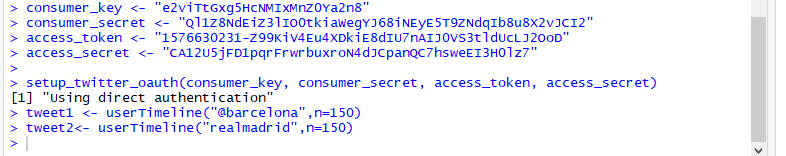 > consumer_key <- "e2viTtGxg5HcNMIxMnZ0Ya2n8"
> consumer_secret <- "Ql1Z8NdEiZ3lIO0tkiaWegYJ68iNEyE5T9ZNdqIb8u8X2vJCI2"
> access_token <- "1576630231-Z99KiV4Eu4XDkiE8dIU7nAIJOVS3tldUcLJ2OoD"
> access_secret <- "CA12U5jFD1pqrFrwrbuxroN4dJCpanQC7hsweEI3H0lz7"
>
> setup_twitter_oauth(consumer_key, consumer_secret, access_token, access_secret)
[1] "Using direct authentication"
> tweet1 <- userTimeline("@barcelona",n=150)
> tweet2<- userTimeline("realmadrid",n=150)
>